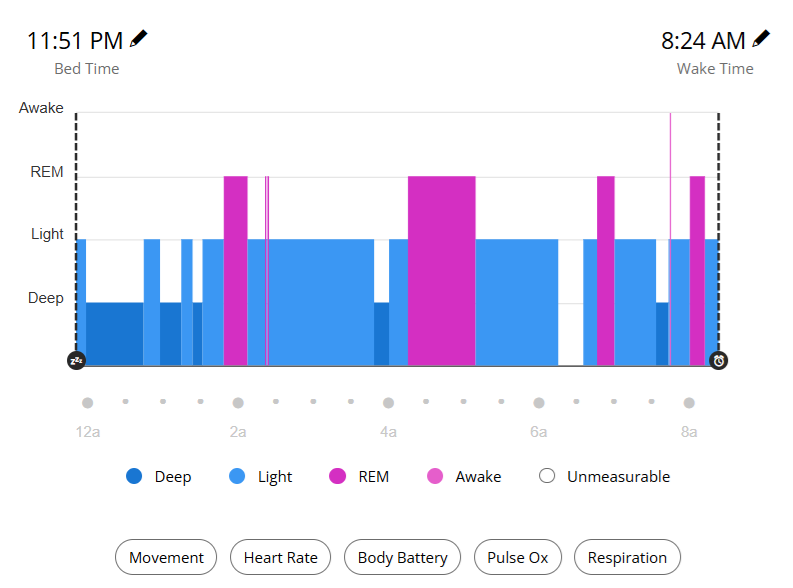 11:51 PM
8:24 AM
Bed Time
Wake Time
Awake
REM
Light
Deep
zzz
12a 2a 4a 6a 8a
Deep Light REM Awake Unmeasurable
Movement Heart Rate Body Battery Pulse Ox Respiration